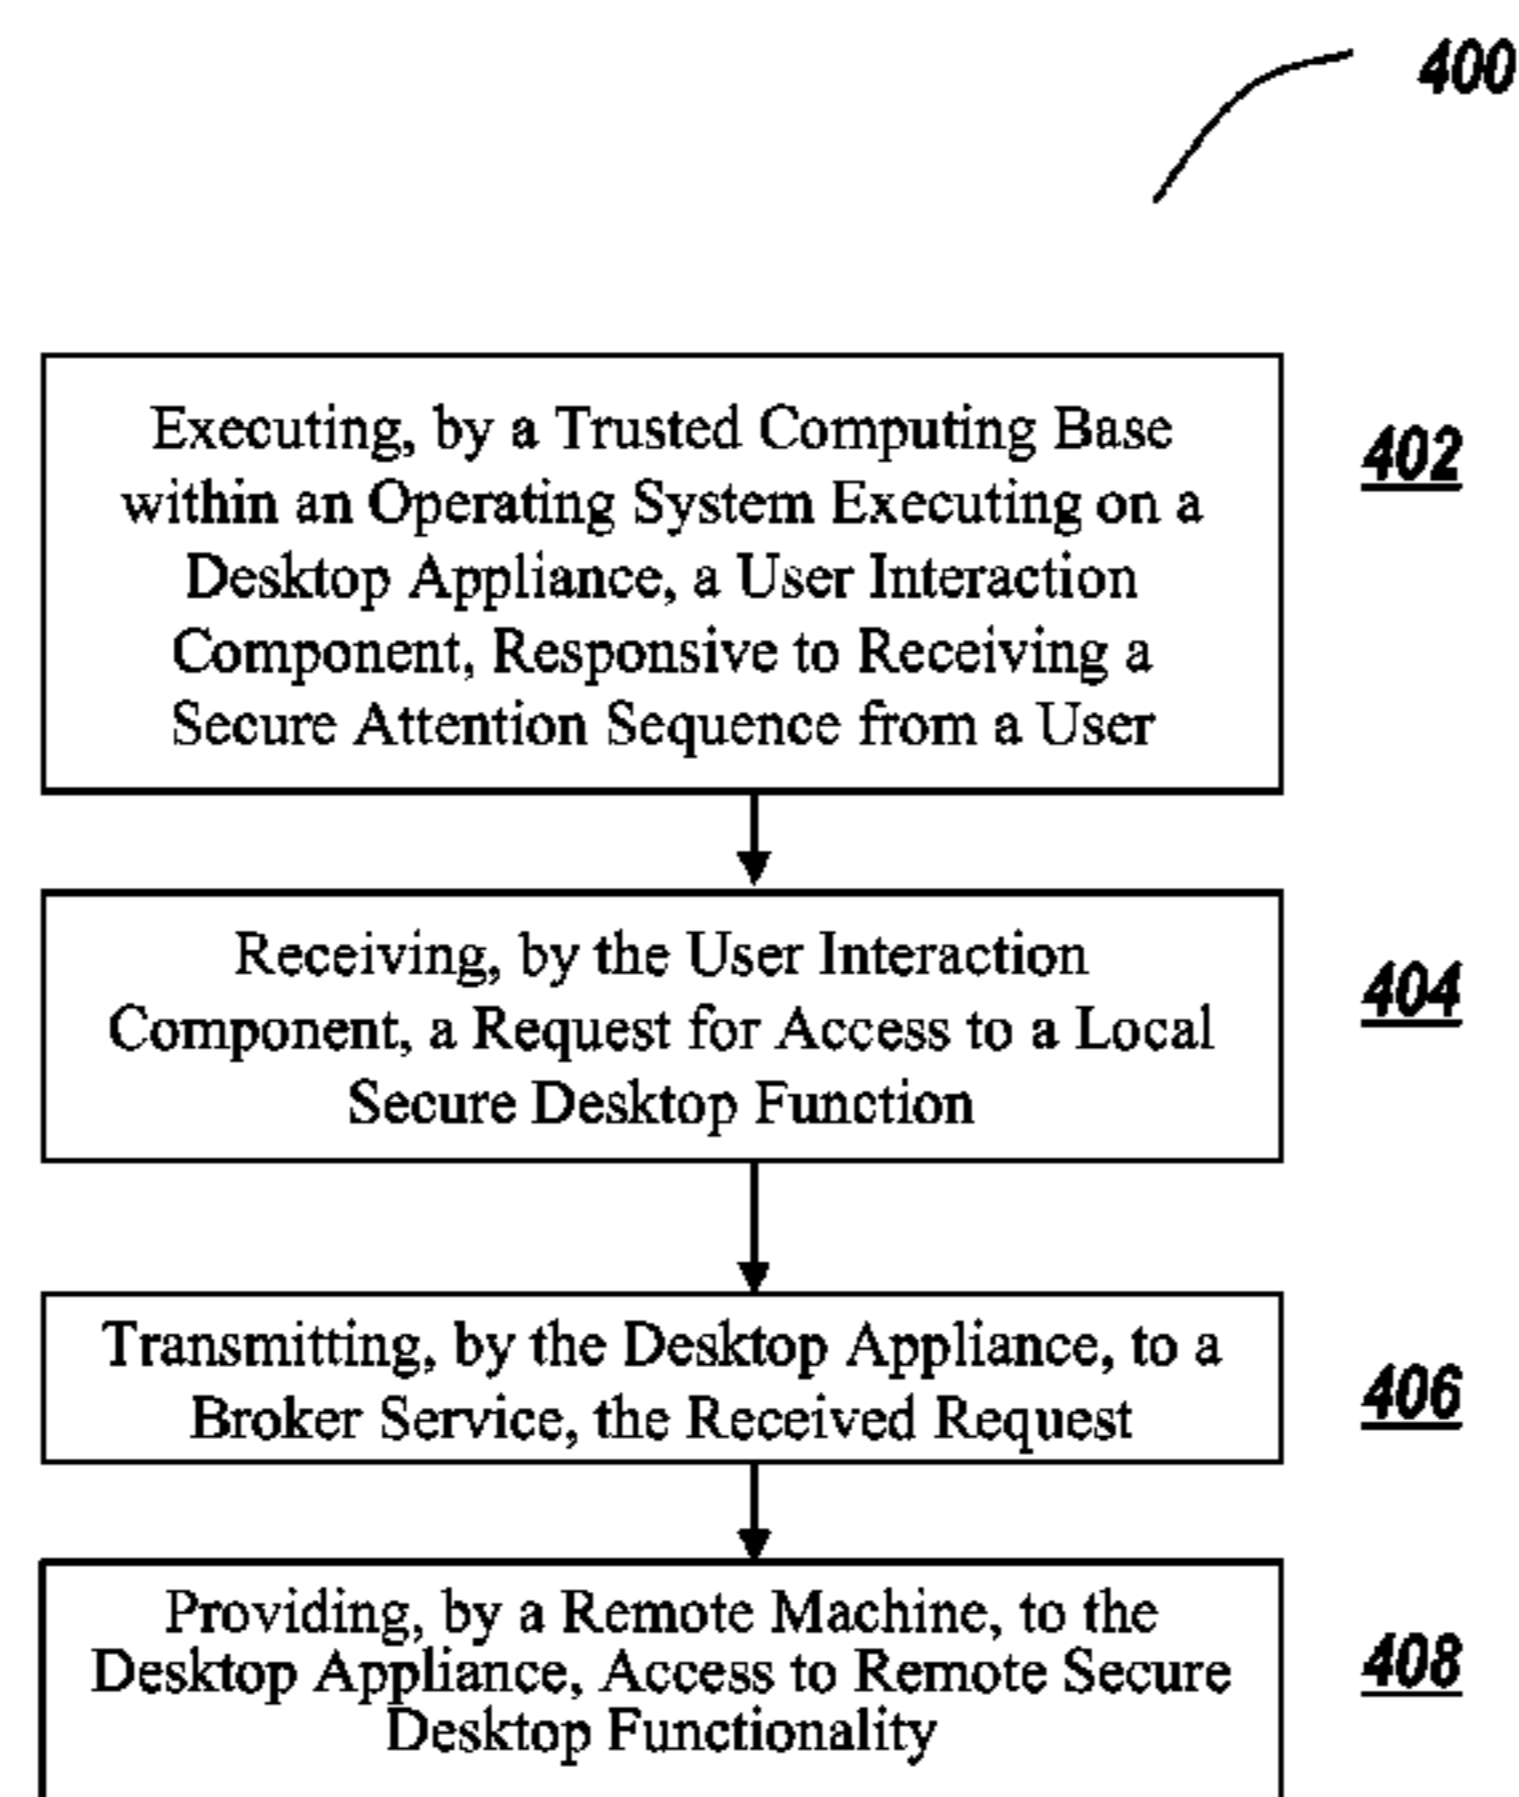 400
Executing, by a Trusted Computing Base
within an Operating System Executing on a
Desktop Appliance, a User Interaction
Component, Responsive to Receiving a
Secure Attention Sequence from a User
402
Receiving, by the User Interaction
Component, a Request for Access to a Local
Secure Desktop Function
404
Transmitting, by the Desktop Appliance, to a
Broker Service, the Received Request
406
Providing, by a Remote Machine, to the
Desktop Appliance, Access to Remote Secure
Desktop Functionality
408